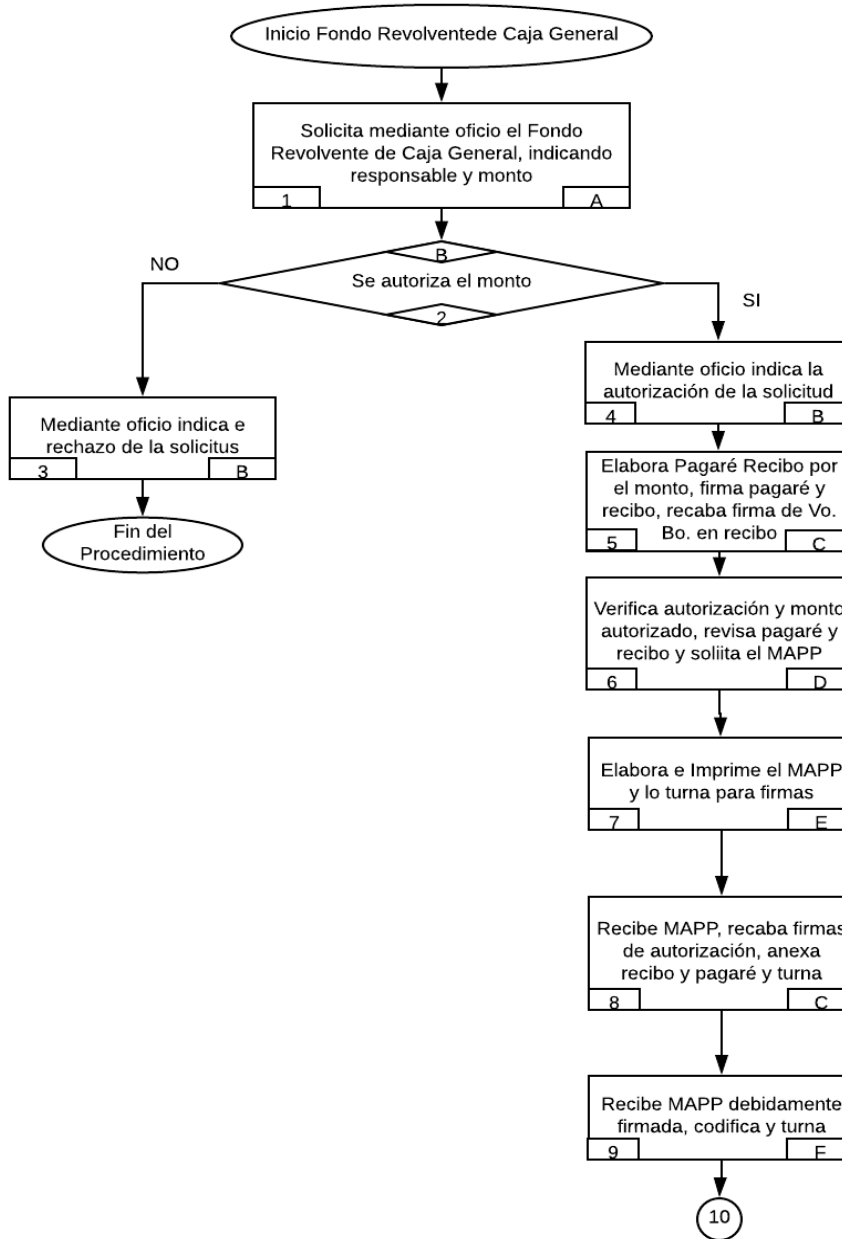 Inicio Fondo Revolventede Caja General
Solicita mediante oficio el Fondo
Revolvente de Caja General, indicando
responsable y monto
1
A
B
Se autoriza el monto
2
NO
SI
Mediante oficio indica e
rechazo de la solicitus
3
B
Fin del
Procedimiento
Mediante oficio indica la
autorización de la solicitud
4
B
Elabora Pagaré Recibo por
el monto, firma pagaré y
recibo, recaba firma de Vo.
Bo. en recibo
5
C
Verifica autorización y monto
autorizado, revisa pagaré y
recibo y soliita el MAPP
6
D
Elabora e Imprime el MAPP
y lo turna para firmas
7
E
Recibe MAPP, recaba firmas
de autorización, anexa
recibo y pagaré y turna
8
C
Recibe MAPP debidamente
firmada, codifica y turna
9
F
10